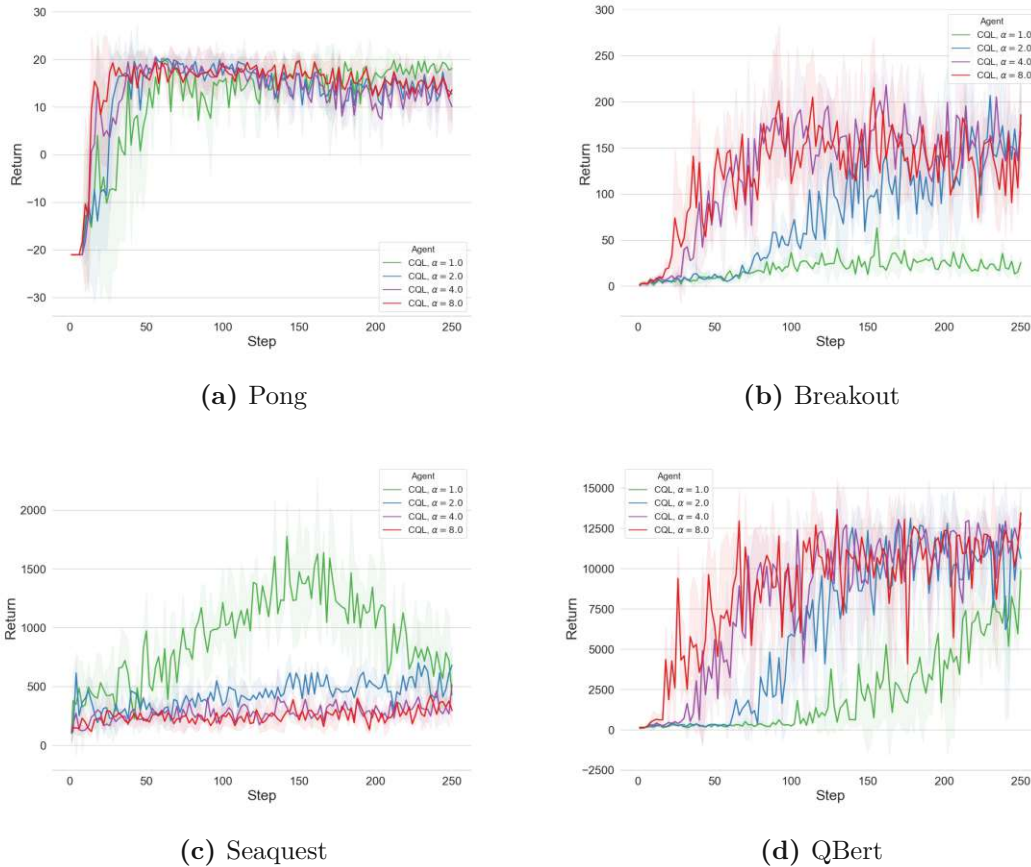 30
20
10
0
−10
−20
−30
Return
0
50
100
150
200
250
Step
Agent
CQL, α = 1.0
CQL, α = 2.0
CQL, α = 4.0
CQL, α = 8.0
(a) Pong
300
250
200
150
100
50
0
Return
0
50
100
150
200
250
Step
Agent
CQL, α = 1.0
CQL, α = 2.0
CQL, α = 4.0
CQL, α = 8.0
(b) Breakout
2000
1500
1000
500
0
Return
0
50
100
150
200
250
Step
Agent
CQL, α = 1.0
CQL, α = 2.0
CQL, α = 4.0
CQL, α = 8.0
(c) Seaquest
15000
12500
10000
7500
5000
2500
0
−2500
Return
0
50
100
150
200
250
Step
Agent
CQL, α = 1.0
CQL, α = 2.0
CQL, α = 4.0
CQL, α = 8.0
(d) QBert